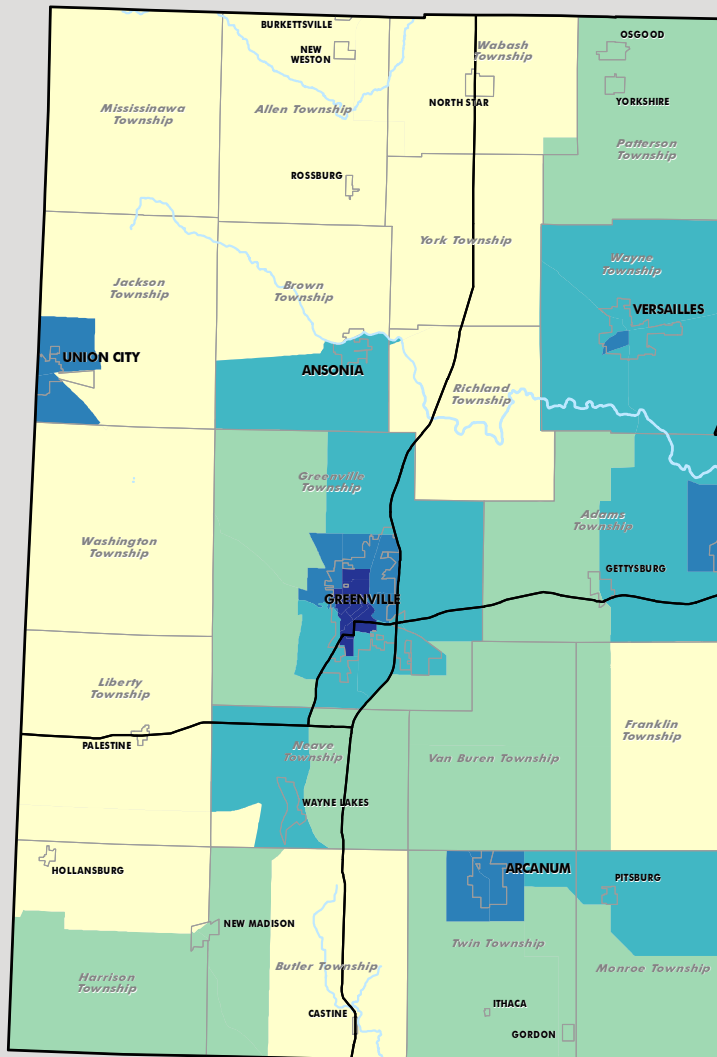 BURKETTSVILLE
OSGOOD
NEW
WESTON
Wabash
Township
NORTH STAR
YORKSHIRE
Mississinawa
Township
Allen Township
Patterson
Township
ROSSBURG
York Township
Wayne
Township
Jackson
Township
Brown
Township
VERSAILLES
UNION CITY
ANSONIA
Richland
Township
Greenville
Township
Adams
Township
Washington
Township
GETTYSBURG
GREENVILLE
Liberty
Township
PALESTINE
Neave
Township
Van Buren Township
Franklin
Township
WAYNE LAKES
HOLLANSBURG
ARCANUM
PITSBURG
NEW MADISON
Twin Township
Butler Township
Monroe Township
Harrison
Township
CASTINE
ITHACA
GORDON